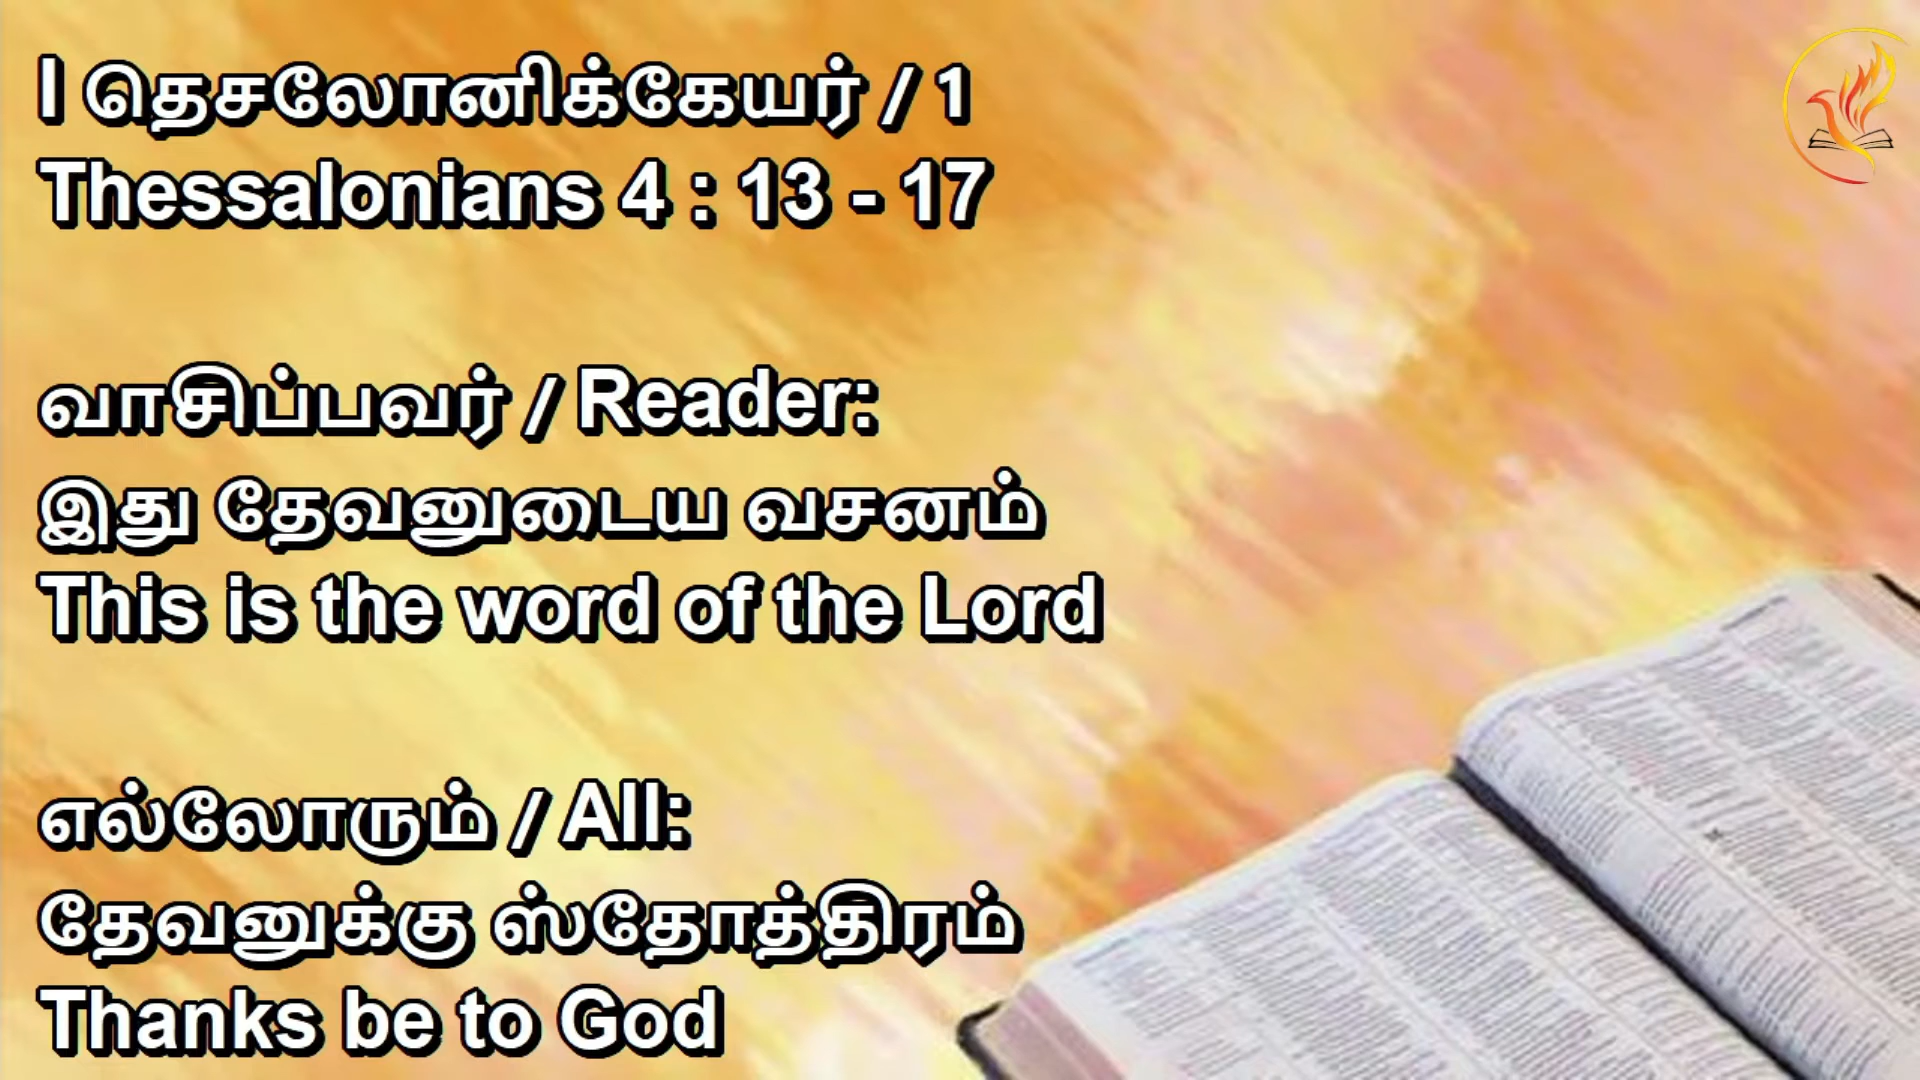 I தெசலோனிக்கேயர் / 1
Thessalonians 4 : 13 - 17
வாசிப்பவர் / Reader:
இது தேவனுடைய வசனம்
This is the word of the Lord
எல்லோரும் / All:
தேவனுக்கு ஸ்தோத்திரம்
Thanks be to God